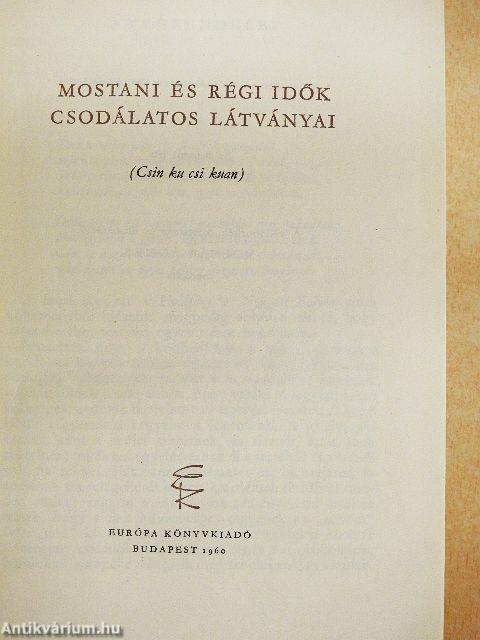 MOSTANI ÉS RÉGI IDŐK
CSODÁLATOS LÁTVÁNYAI
(Csin ku csi kuan)
EURÓPA KÖNYVKIADÓ
BUDAPEST 1960
Antikvárium.hu